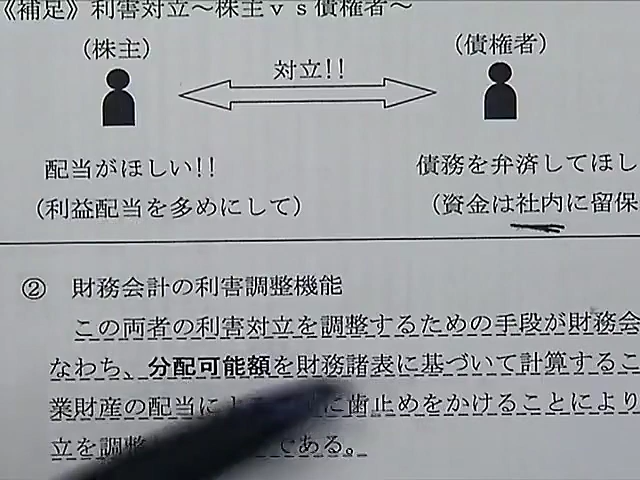 《補足》利害対立～株主ｖｓ債権者～
(株主)
(債権者)
対立!!
配当がほしい!!
債務を弁済してほし
(利益配当を多めにして)
(資金は社内に留保
② 財務会計の利害調整機能
この両者の利害対立を調整するための手段が財務会
なわち、分配可能額を財務諸表に基づいて計算するこ
業財産の配当によ に歯止めをかけることにより
立を調整 である。